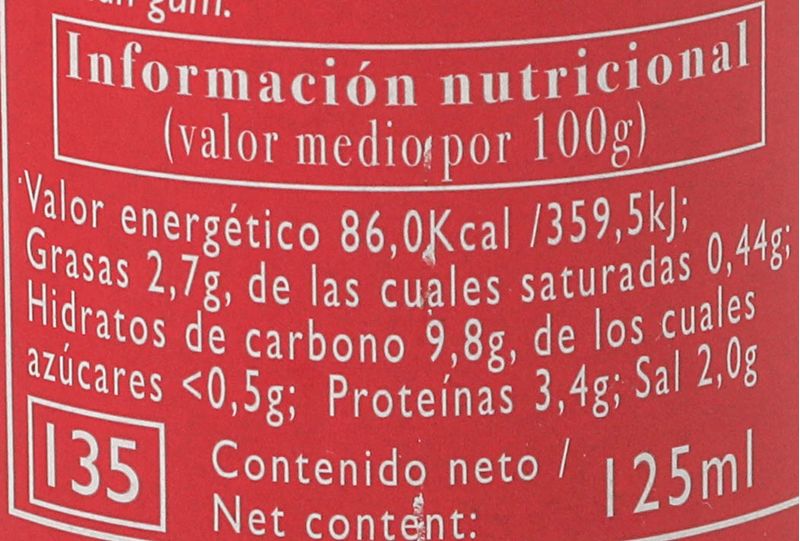 gum.
Información nutricional
(valor medio por 100g)
Valor energético 86,0Kcal /359,5kJ;
Grasas 2,7g, de las cuales saturadas 0,44g;
Hidratos de carbono 9,8g, de los cuales
azúcares <0,5g; Proteínas 3,4g; Sal 2,0g
135
Contenido neto / 125ml
Net content: